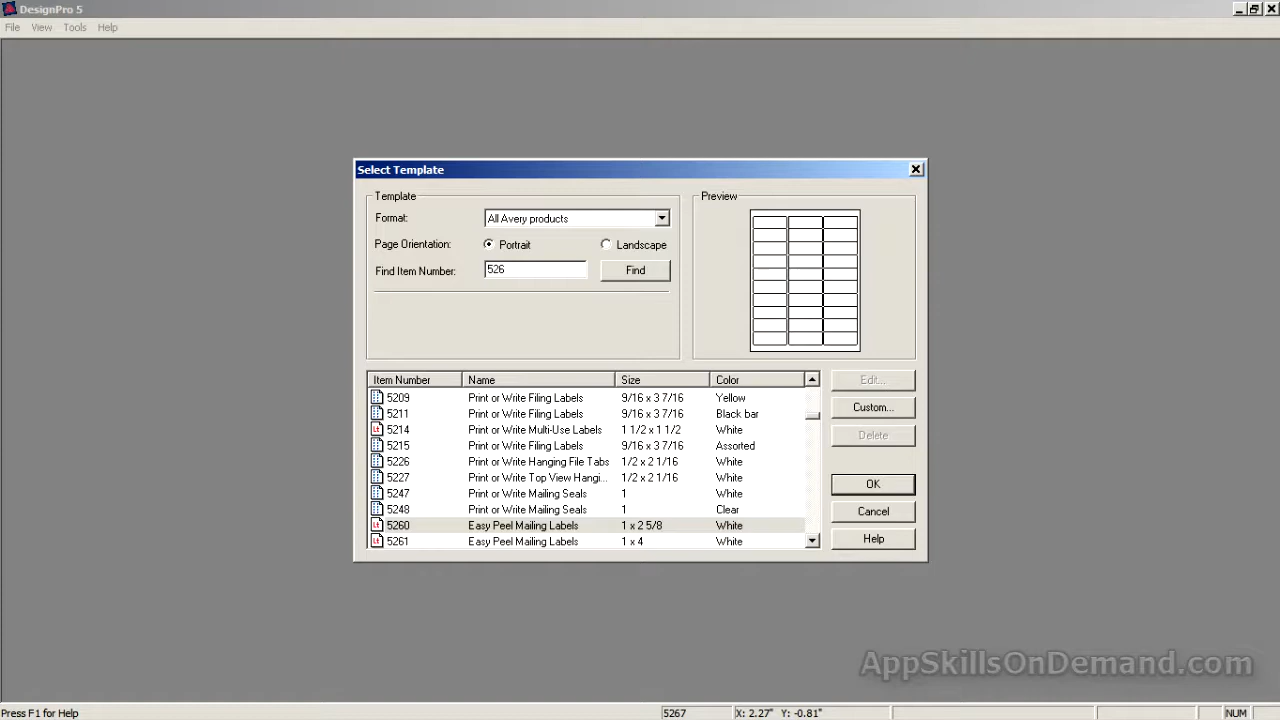 DesignPro 5
File View Tools Help
Select Template
Template
Format: All Avery products
Page Orientation: Portrait Landscape
Find Item Number: 526 Find
Preview
Item Number Name Size Color
5209 Print or Write Filing Labels 9/16 x 3 7/16 Yellow
5211 Print or Write Filing Labels 9/16 x 3 7/16 Black bar
5214 Print or Write Multi-Use Labels 1 1/2 x 1 1/2 White
5215 Print or Write Filing Labels 9/16 x 3 7/16 Assorted
5226 Print or Write Hanging File Tabs 1/2 x 2 1/16 White
5227 Print or Write Top View Hangi... 1/2 x 2 1/16 White
5247 Print or Write Mailing Seals 1 White
5248 Print or Write Mailing Seals 1 Clear
5260 Easy Peel Mailing Labels 1 x 2 5/8 White
5261 Easy Peel Mailing Labels 1 x 4 White
Edit...
Custom...
Delete
OK
Cancel
Help
AppSkillsOnDemand.com
Press F1 for Help 5267 X: 2.27" Y: -0.81" NUM